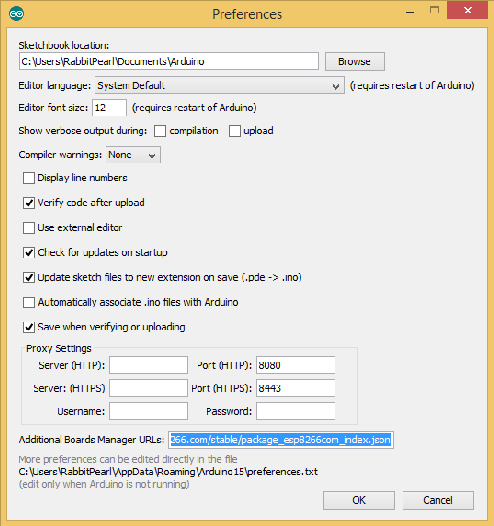 Preferences
Sketchbook location:
C:\Users\RabbitPearl\Documents\Arduino Browse
Editor language: System Default (requires restart of Arduino)
Editor font size: 12 (requires restart of Arduino)
Show verbose output during: compilation upload
Compiler warnings: None
Display line numbers
Verify code after upload
Use external editor
Check for updates on startup
Update sketch files to new extension on save (.pde -> .ino)
Automatically associate .ino files with Arduino
Save when verifying or uploading
Proxy Settings
Server (HTTP): Port (HTTP): 8080
Server: (HTTPS) Port (HTTPS): 8443
Username: Password:
Additional Boards Manager URLs: 266.com/stable/package_esp8266com_index.json
More preferences can be edited directly in the file
C:\Users\RabbitPearl\AppData\Roaming\Arduino15\preferences.txt
(edit only when Arduino is not running)
OK Cancel